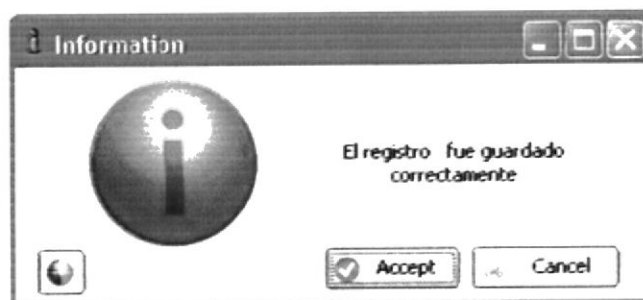 Information
El registro fue guardado
correctamente
Accept
Cancel